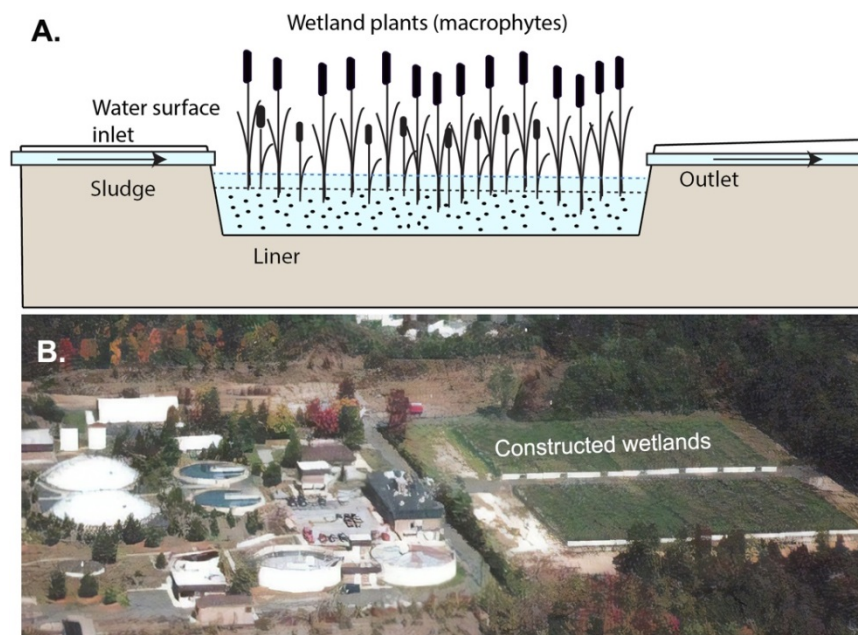 A.
Wetland plants (macrophytes)
Water surface
inlet
Sludge
Outlet
Liner
B.
Constructed wetlands